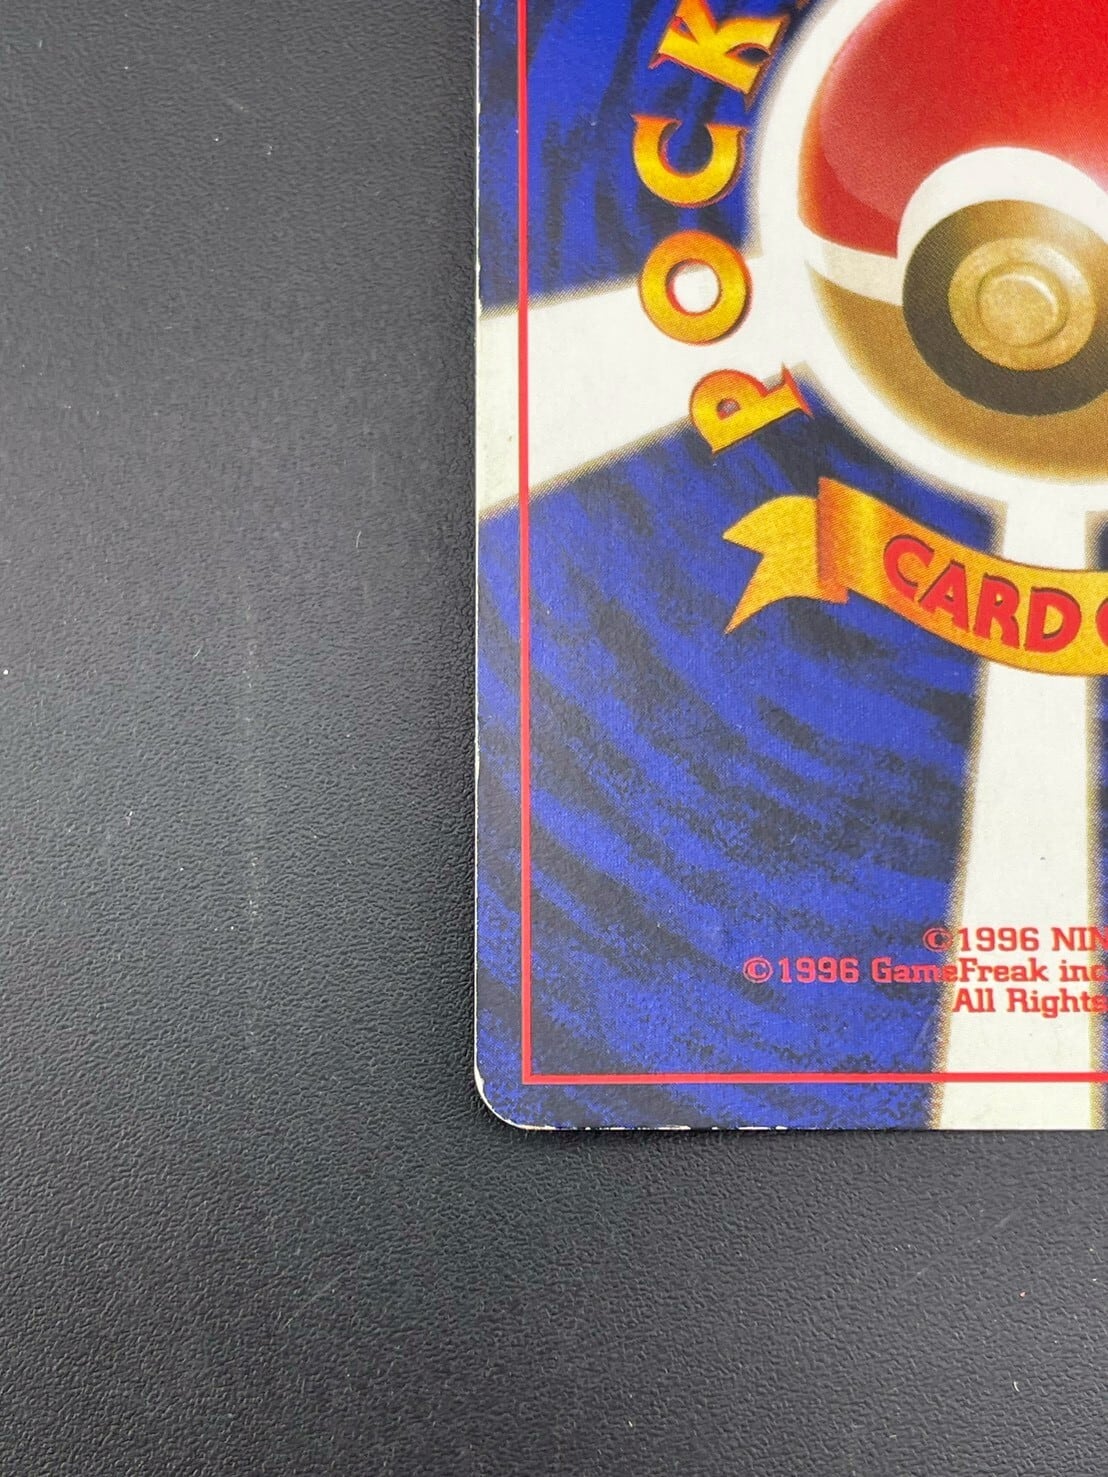 POCK
CARD
©1996 NIN
©1996 GameFreak inc
All Rights